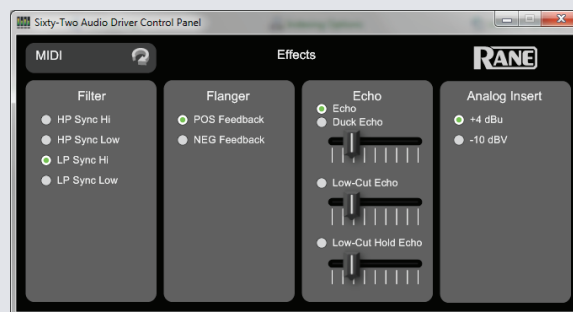 Sixty-Two Audio Driver Control Panel
MIDI
Effects
RANE
Filter
HP Sync Hi
HP Sync Low
LP Sync Hi
LP Sync Low
Flanger
POS Feedback
NEG Feedback
Echo
Echo
Duck Echo
Low-Cut Echo
Low-Cut Hold Echo
Analog Insert
+4 dBu
-10 dBV